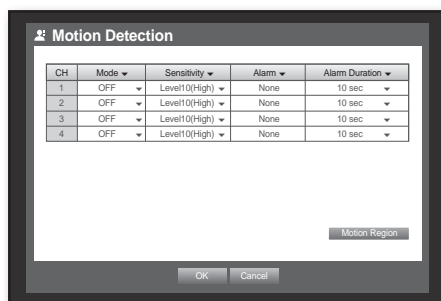 Motion Detection
CH Mode Sensitivity Alarm Alarm Duration
1 OFF Level10(High) None 10 sec
2 OFF Level10(High) None 10 sec
3 OFF Level10(High) None 10 sec
4 OFF Level10(High) None 10 sec
Motion Region
OK Cancel